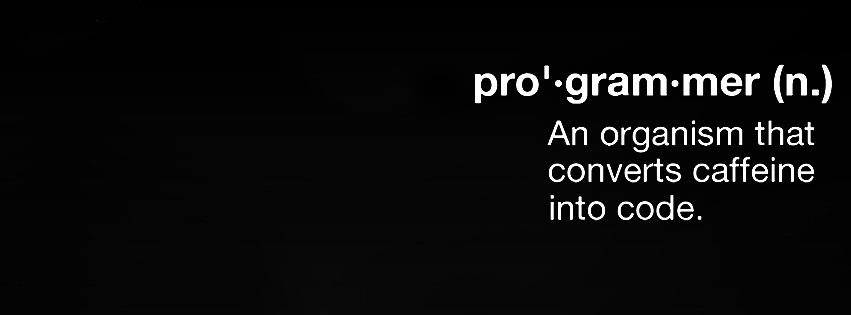 pro'·gram·mer (n.)
An organism that
converts caffeine
into code.